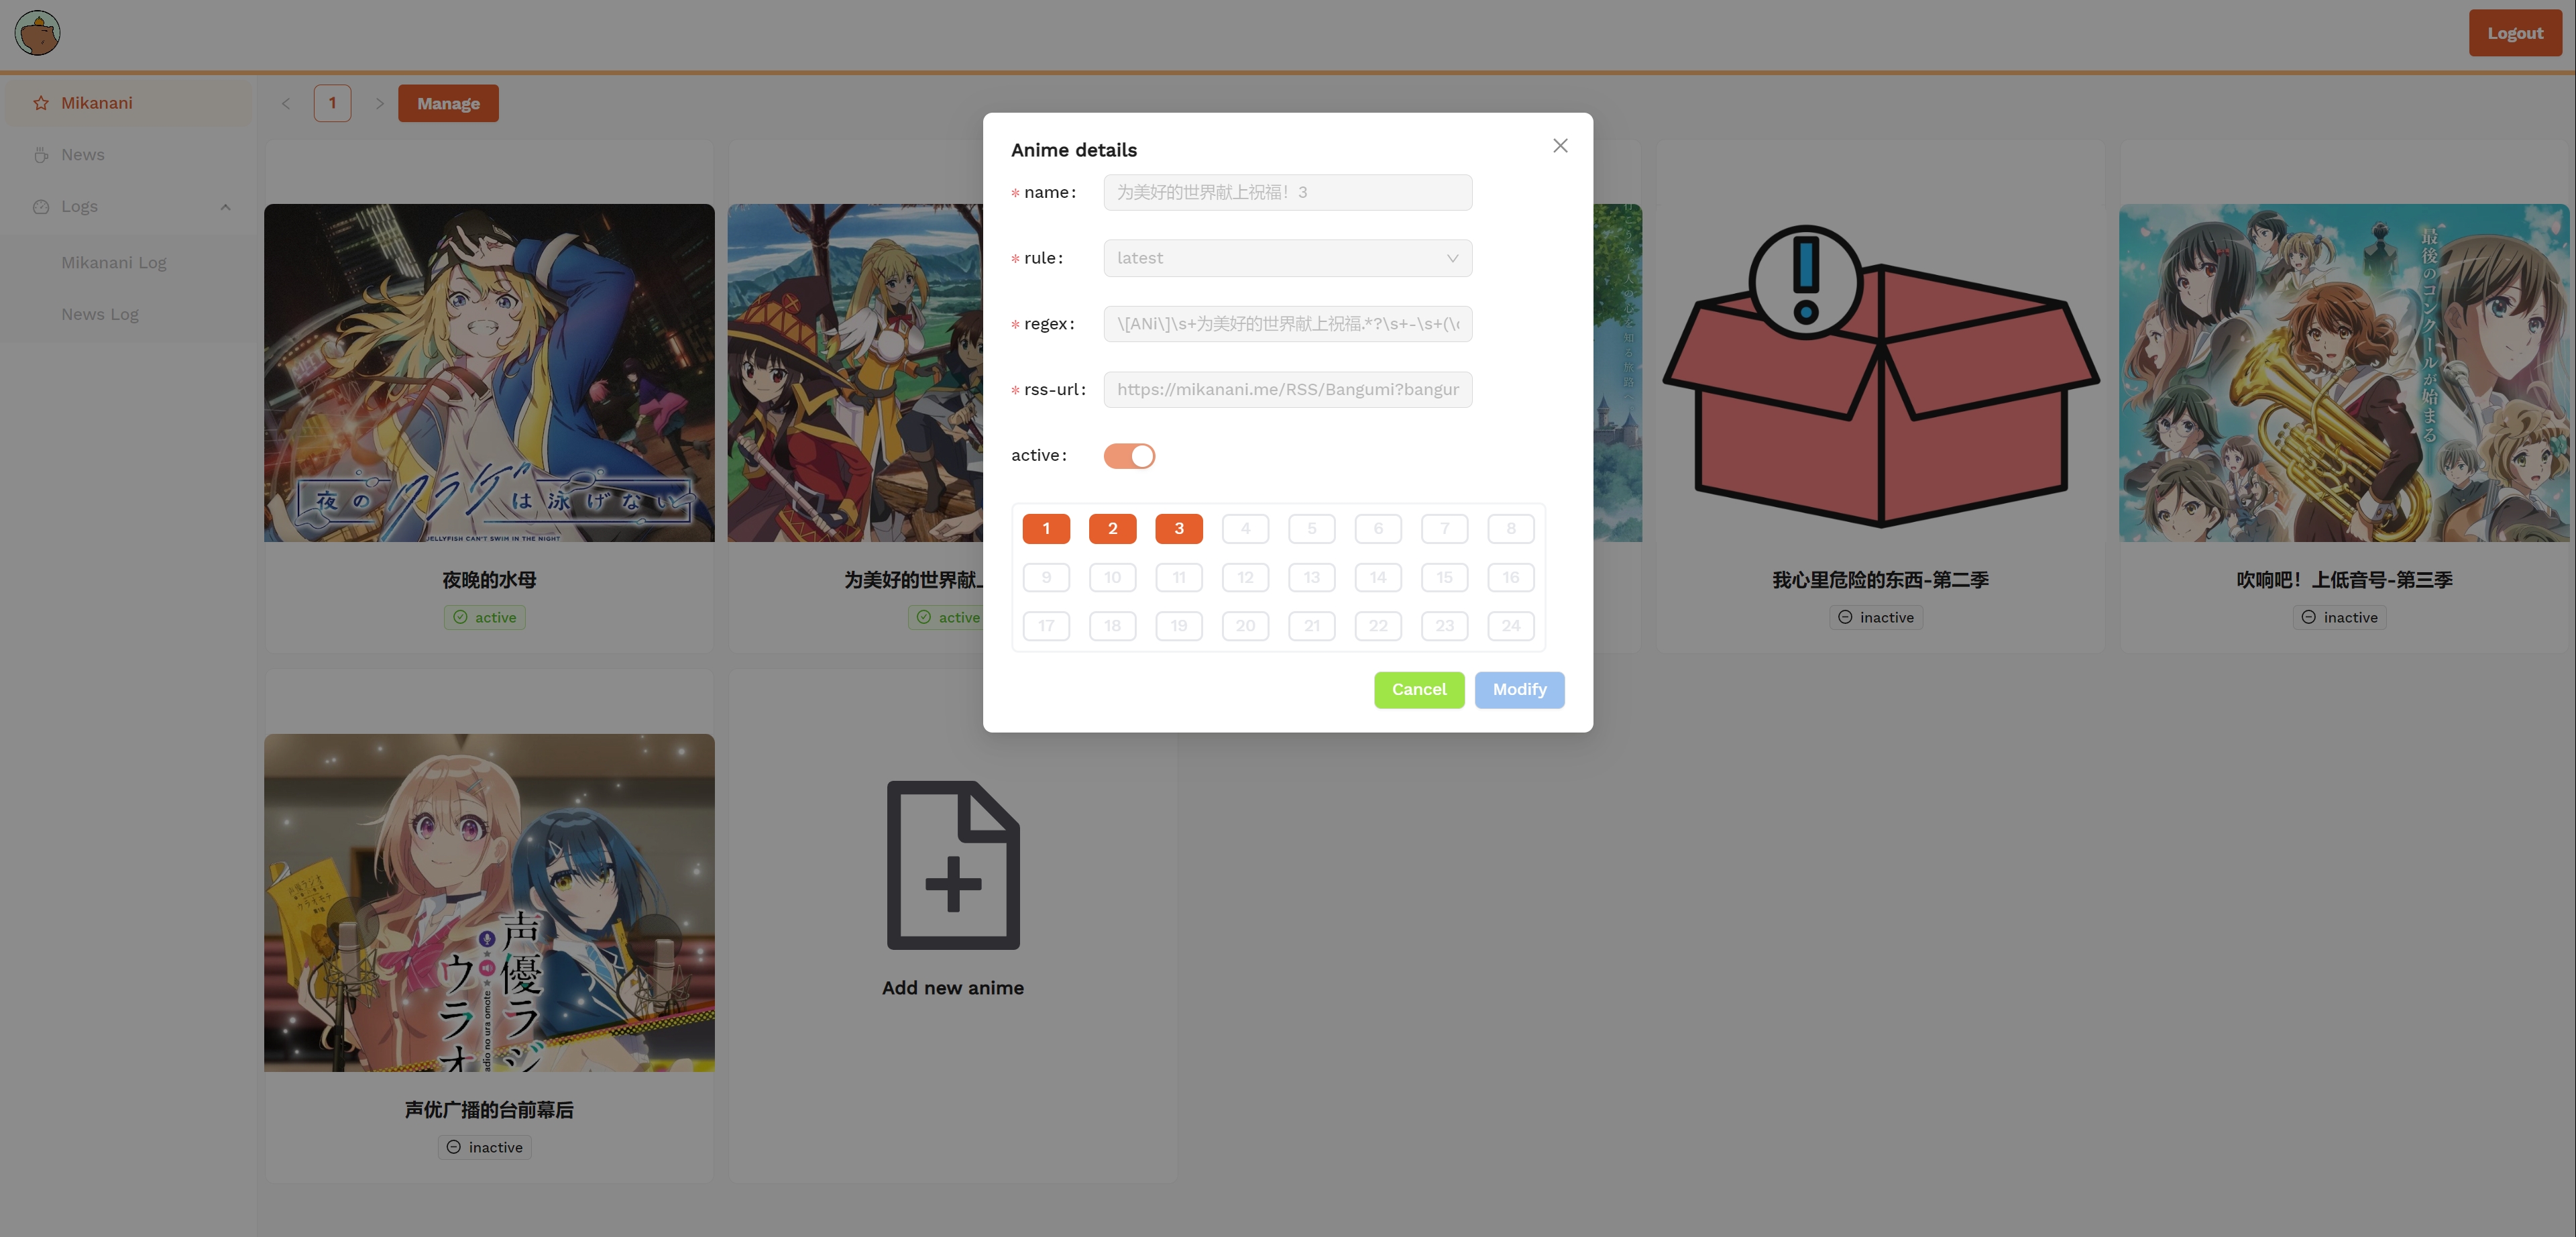 Logout
Mikanani
News
Logs
Mikanani Log
News Log
1
Manage
Anime details
* name:
为美好的世界献上祝福！3
* rule:
latest
* regex:
\[ANi\]\s+为美好的世界献上祝福.*?\s+-\s+(\
* rss-url:
https://mikanani.me/RSS/Bangumi?bangur
active:
1 2 3 4 5 6 7 8
9 10 11 12 13 14 15 16
17 18 19 20 21 22 23 24
Cancel Modify
夜のクラゲは泳げない
JELLYFISH CAN'T SWIM IN THE NIGHT
夜晚的水母
active
为美好的世界献上
active
我心里危险的东西-第二季
inactive
最後のコンクールが始まる
吹响吧！上低音号-第三季
inactive
声優ラジ
ウラオ
adio no ura omote
声优广播的台前幕后
inactive
Add new anime